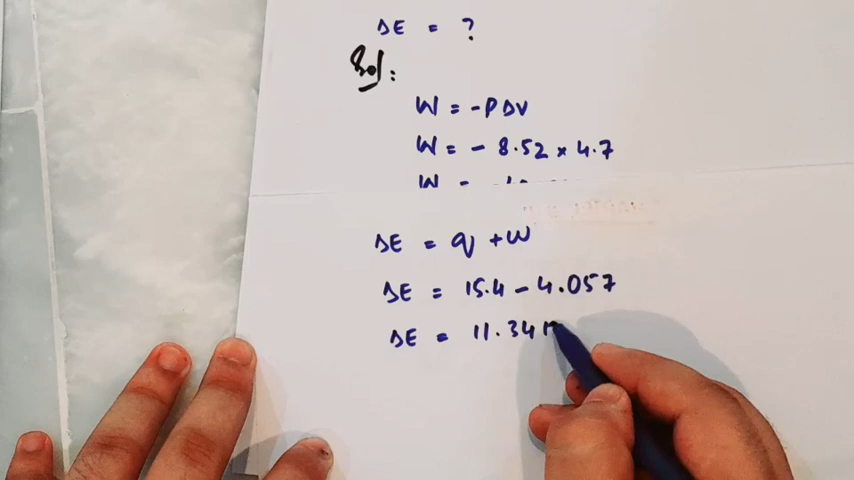 ΔE = ?
Sol:
W = -PΔV
W = - 8.52 × 4.7
W =
ΔE = q + W
ΔE = 15.4 - 4.057
ΔE = 11.34